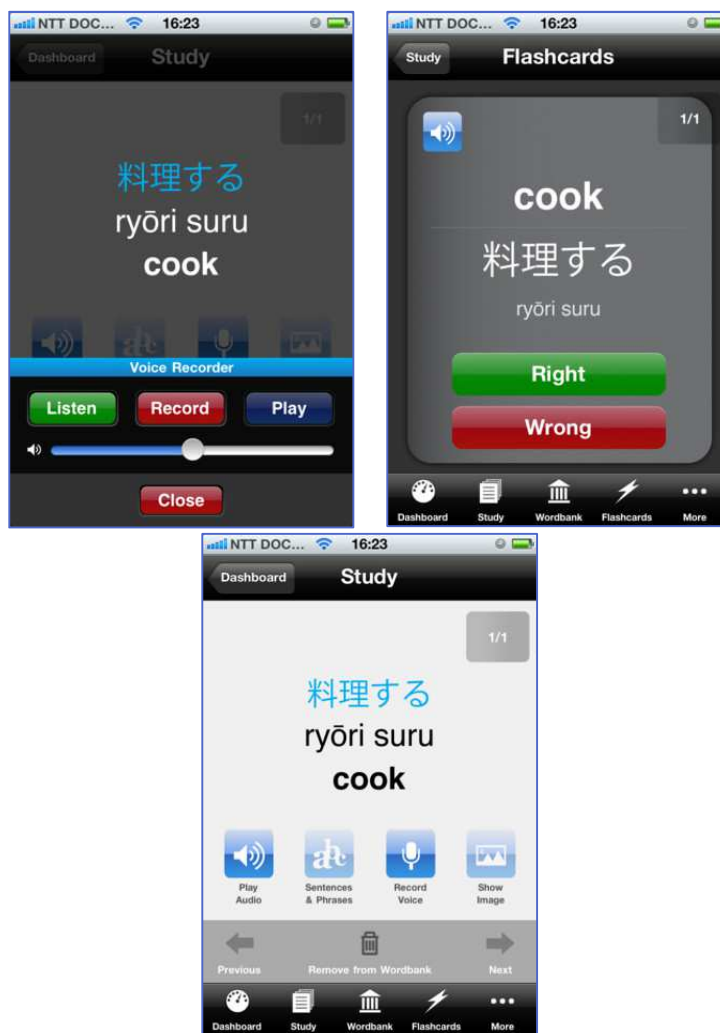 NTT DOC... 16:23
Dashboard Study
1/1
料理する
ryōri suru
cook
Voice Recorder
Listen Record Play
Close
NTT DOC... 16:23
Study Flashcards
1/1
cook
料理する
ryōri suru
Right
Wrong
Dashboard Study Wordbank Flashcards More
NTT DOC... 16:23
Dashboard Study
1/1
料理する
ryōri suru
cook
abc
Play Audio
Sentences & Phrases
Record Voice
Show Image
Previous Remove from Wordbank Next
Dashboard Study Wordbank Flashcards More